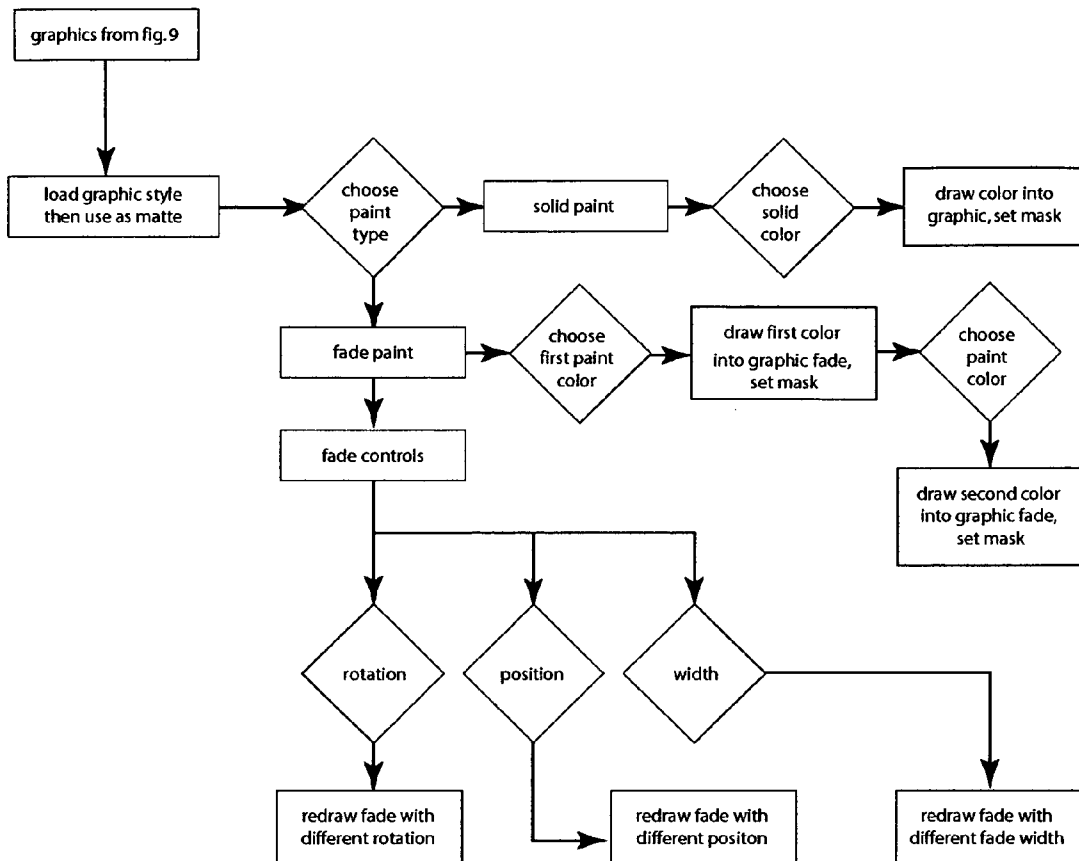 graphics from fig. 9
load graphic style
then use as matte
choose
paint
type
solid paint
choose
solid
color
draw color into
graphic, set mask
fade paint
choose
first paint
color
draw first color
into graphic fade,
set mask
choose
paint
color
fade controls
draw second color
into graphic fade,
set mask
rotation
position
width
redraw fade with
different rotation
redraw fade with
different positon
redraw fade with
different fade width